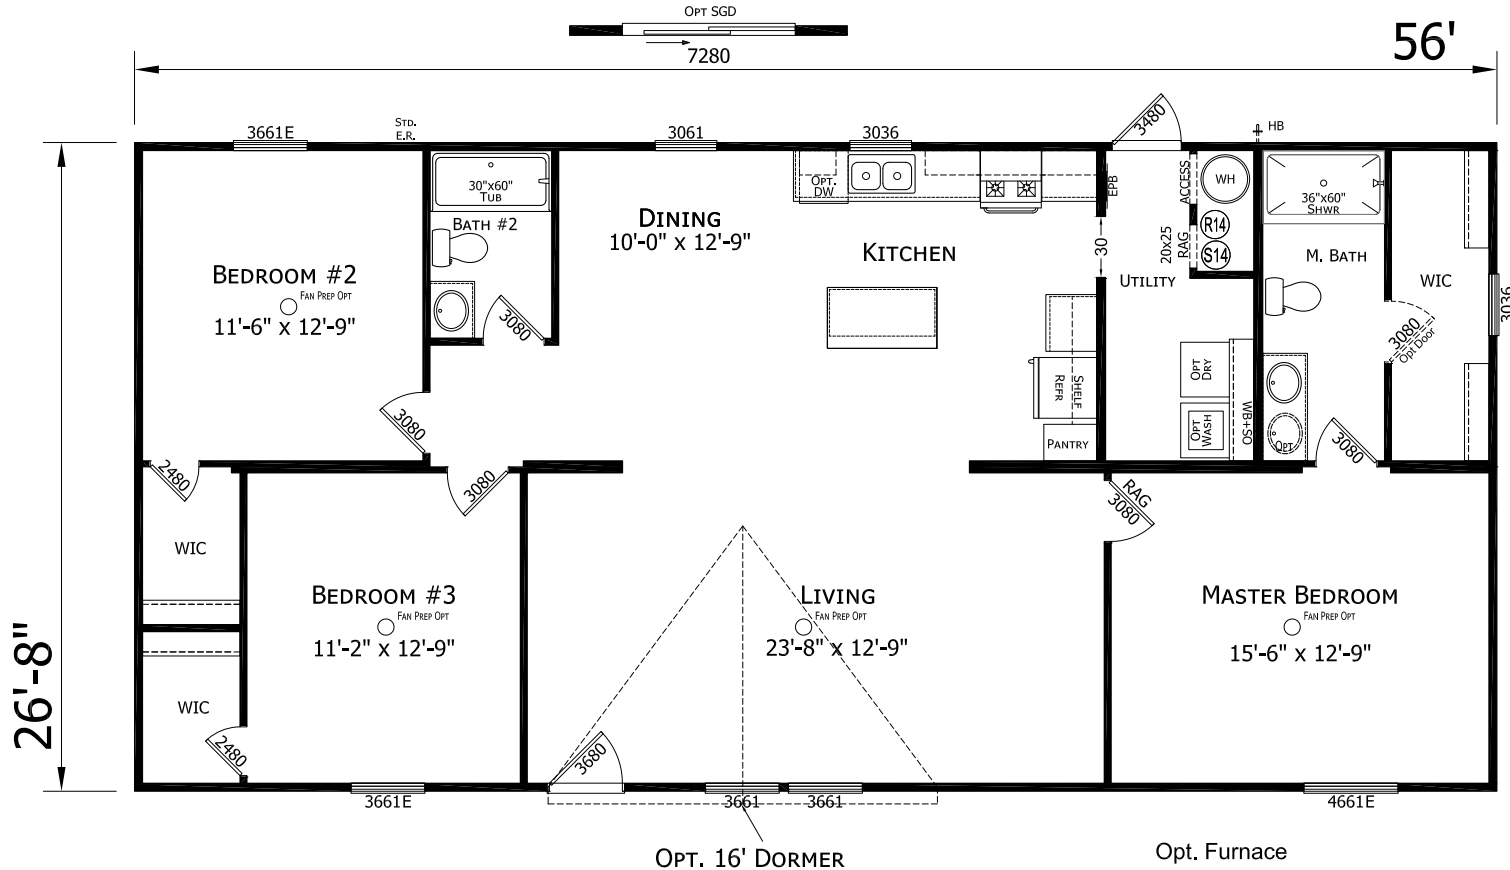 OPT SGD
7280
56'
26'-8"
3661E
STD.
E.R.
3061
3036
3480
HB
30"x60"
TUB
BATH #2
DINING
10'-0" x 12'-9"
OPT.
DW
KITCHEN
EPB
30
ACCESS
WH
R14
S14
20x25
RAG
UTILITY
36"x60"
SHWR
M. BATH
WIC
3036
3080
Opt Door
BEDROOM #2
FAN PREP OPT
11'-6" x 12'-9"
3080
3080
SHELF
REFR
PANTRY
OPT
DRY
OPT
WASH
WB+SO
OPT
3080
2480
3080
RAG
3080
WIC
BEDROOM #3
FAN PREP OPT
11'-2" x 12'-9"
LIVING
FAN PREP OPT
23'-8" x 12'-9"
MASTER BEDROOM
FAN PREP OPT
15'-6" x 12'-9"
WIC
2480
3680
3661E
3661
3661
4661E
OPT. 16' DORMER
Opt. Furnace